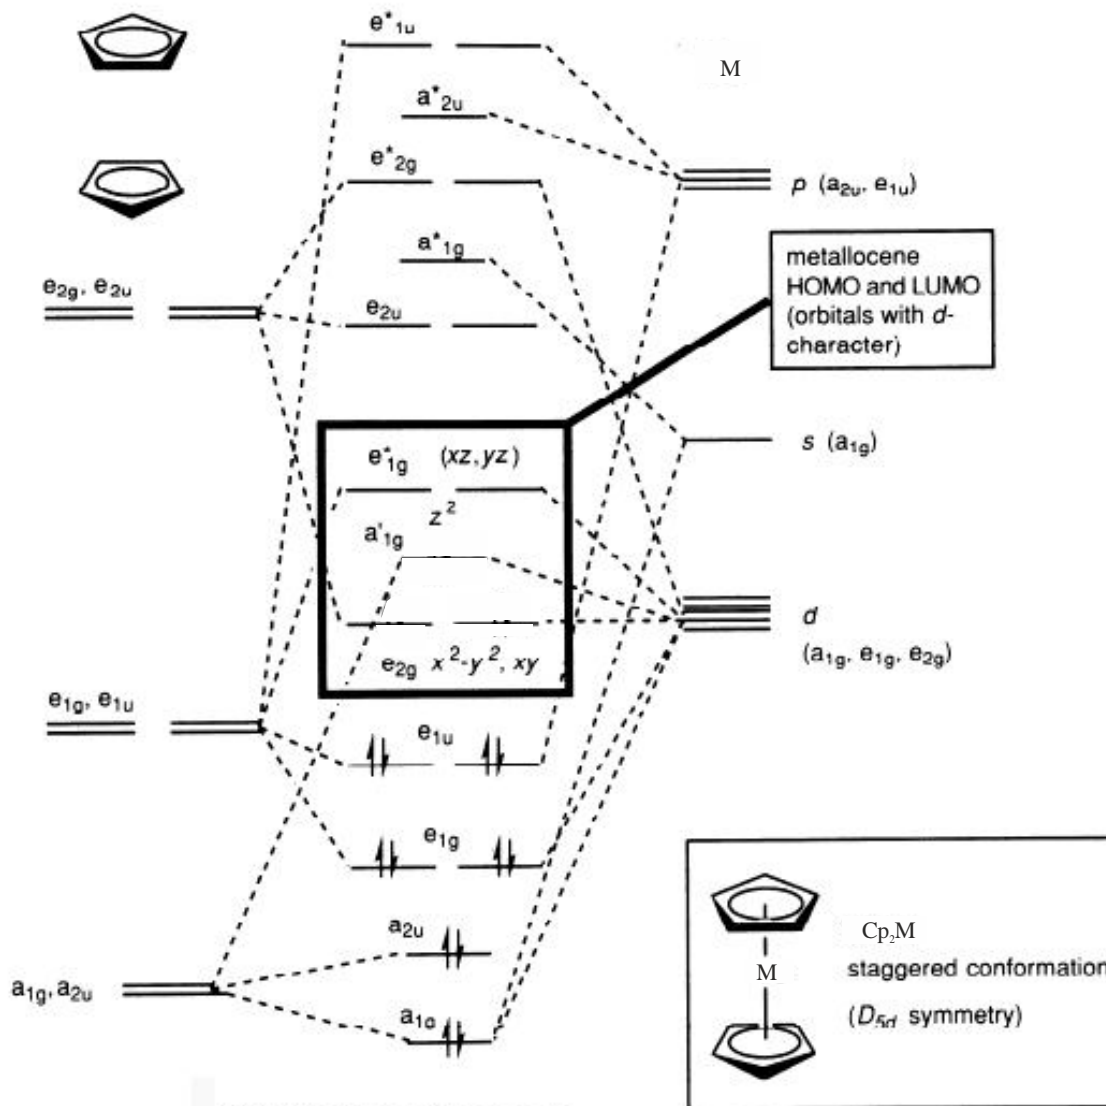 e*1u
M
a*2u
e*2g
p (a2u, e1u)
a*1g
metallocene
HOMO and LUMO
(orbitals with d-
character)
e2g, e2u
e2u
s (a1g)
e*1g (xz, yz)
z2
a'1g
d
(a1g, e1g, e2g)
e2g x2-y2, xy
e1g, e1u
e1u
e1g
a2u
Cp2M
M
staggered conformation
a1g, a2u
a1g
(D5d symmetry)